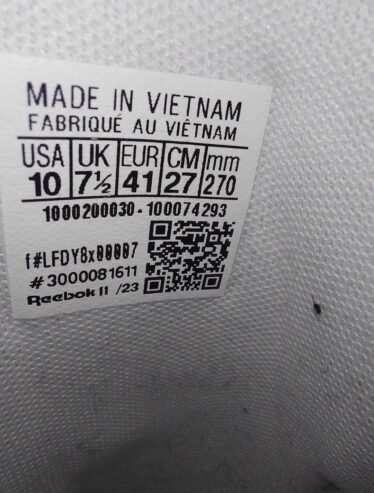 MADE IN VIETNAM
FABRIQUÉ AU VIÊTNAM
USA UK EUR CM mm
10 7½ 41 27 270
1000200030-100074293
f#LFDY8x00007
#3000081611
Reebok 11 /23